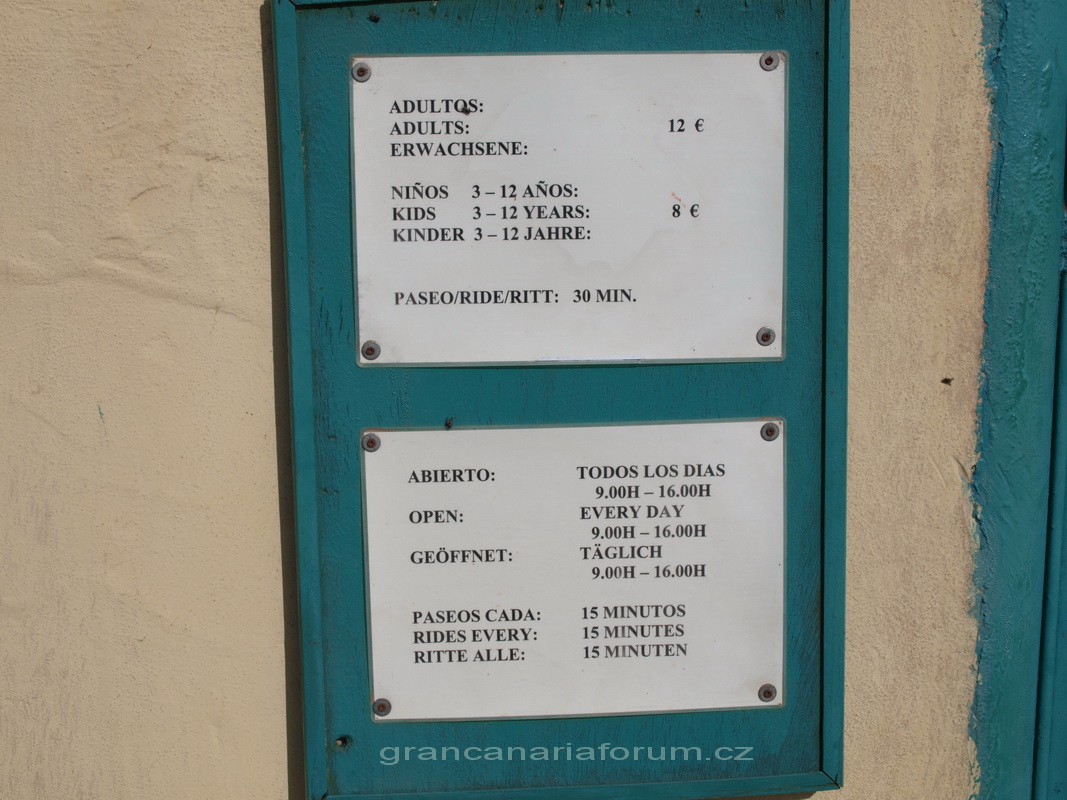 ADULTOS:
ADULTS: 12 €
ERWACHSENE:
NIÑOS 3 – 12 AÑOS:
KIDS 3 – 12 YEARS: 8 €
KINDER 3 – 12 JAHRE:
PASEO/RIDE/RITT: 30 MIN.
ABIERTO: TODOS LOS DIAS
9.00H – 16.00H
OPEN: EVERY DAY
9.00H – 16.00H
GEÖFFNET: TÄGLICH
9.00H – 16.00H
PASEOS CADA: 15 MINUTOS
RIDES EVERY: 15 MINUTES
RITTE ALLE: 15 MINUTEN
grancanariaforum.cz